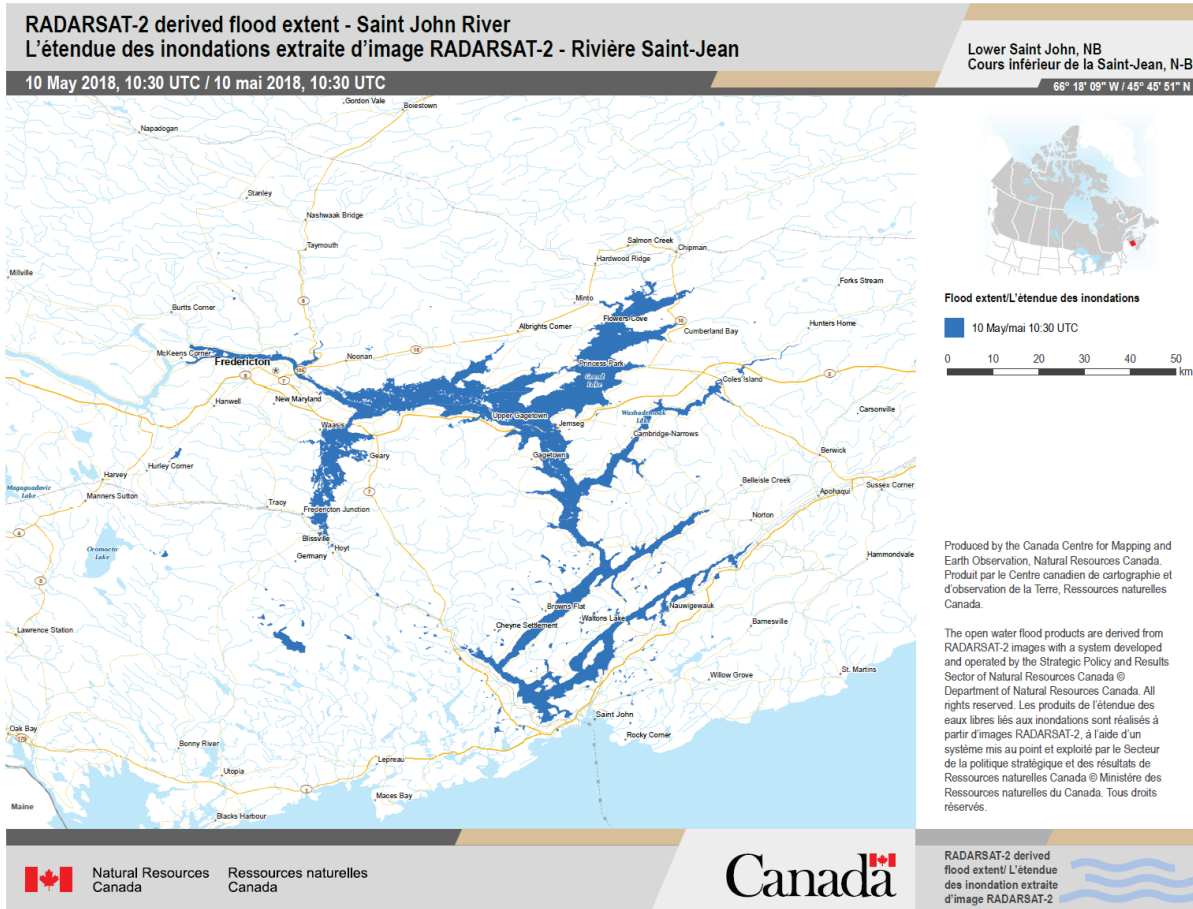 RADARSAT-2 derived flood extent - Saint John River
L'étendue des inondations extraite d'image RADARSAT-2 - Rivière Saint-Jean
Lower Saint John, NB
Cours inférieur de la Saint-Jean, N-B
10 May 2018, 10:30 UTC / 10 mai 2018, 10:30 UTC
66° 18' 09" W / 45° 45' 51" N
Gordon Vale
Boiestown
Napadogan
Stanley
Nashwaak Bridge
Taymouth
Salmon Creek
Chipman
Hardwood Ridge
Millville
Forks Stream
Burtts Corner
8
Minto
Flowers Cove
10
Albrights Corner
Cumberland Bay
Hunters Home
McKeens Corner
Fredericton
Noonan
10
Princess Park
Grand
Lake
105
8
7
2
Coles Island
Hanwell
New Maryland
Upper Gagetown
Jemseg
Washademoak
Lake
Carsonville
Waasis
Cambridge-Narrows
Geary
Gagetown
Berwick
Hurley Corner
Harvey
Magaguadavic
Lake
Manners Sutton
7
Belleisle Creek
Apohaqui
Sussex Corner
Tracy
Fredericton Junction
Norton
4
Blissville
Oromocto
Lake
Hoyt
Germany
Hammondvale
3
Browns Flat
Nauwigewauk
Waltons Lake
Cheyne Settlement
Barnesville
Lawrence Station
Willow Grove
St. Martins
Saint John
Oak Bay
170
Rocky Corner
Bonny River
Lepreau
Utopia
1
Maces Bay
Maine
Blacks Harbour
Flood extent/L'étendue des inondations
10 May/mai 10:30 UTC
0 10 20 30 40 50
km
Produced by the Canada Centre for Mapping and
Earth Observation, Natural Resources Canada.
Produit par le Centre canadien de cartographie et
d'observation de la Terre, Ressources naturelles
Canada.
The open water flood products are derived from
RADARSAT-2 images with a system developed
and operated by the Strategic Policy and Results
Sector of Natural Resources Canada ©
Department of Natural Resources Canada. All
rights reserved. Les produits de l'étendue des
eaux libres liés aux inondations sont réalisés à
partir d'images RADARSAT-2, à l'aide d'un
système mis au point et exploité par le Secteur
de la politique stratégique et des résultats de
Ressources naturelles Canada © Ministère des
Ressources naturelles du Canada. Tous droits
réservés.
Natural Resources
Canada
Ressources naturelles
Canada
Canada
RADARSAT-2 derived
flood extent/ L'étendue
des inondation extraite
d'image RADARSAT-2